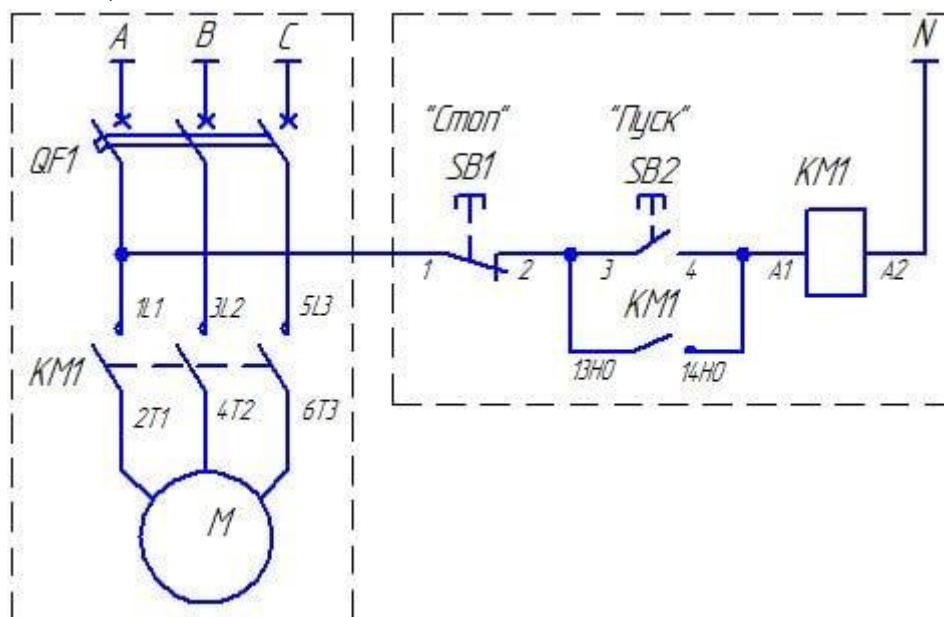 A B C N
"Стоп" "Пуск"
QF1 SB1 SB2 KM1
1 2 3 4 A1 A2
1L1 3L2 5L3 KM1
KM1 13НО 14НО
2T1 4T2 6T3
M